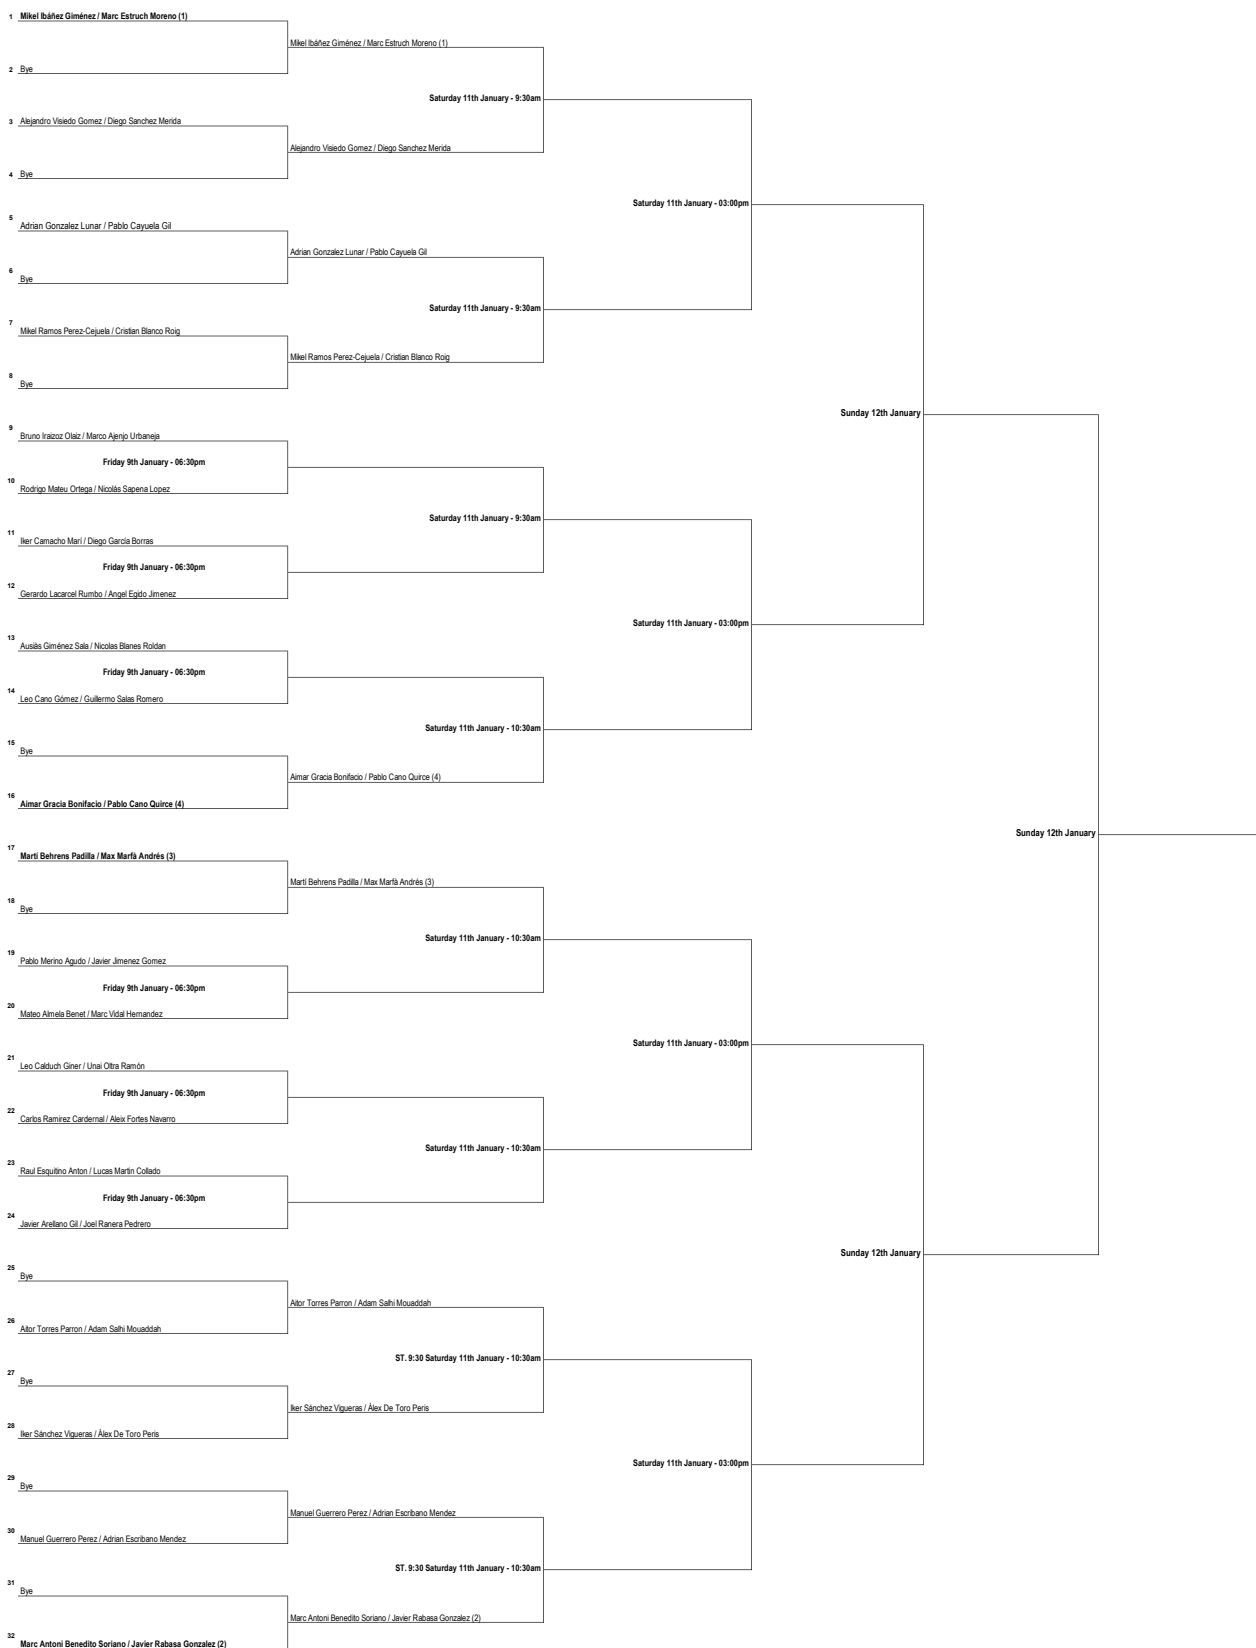 1 Mikel Ibáñez Giménez / Marc Estruch Moreno (1)
Mikel Ibáñez Giménez / Marc Estruch Moreno (1)
2 Bye
Saturday 11th January - 9:30am
3 Alejandro Visiedo Gomez / Diego Sanchez Merida
Alejandro Visiedo Gomez / Diego Sanchez Merida
4 Bye
Saturday 11th January - 03:00pm
5 Adrian Gonzalez Lunar / Pablo Cayuela Gil
Adrian Gonzalez Lunar / Pablo Cayuela Gil
6 Bye
Saturday 11th January - 9:30am
7 Mikel Ramos Perez-Cejuela / Cristian Blanco Roig
Mikel Ramos Perez-Cejuela / Cristian Blanco Roig
8 Bye
Sunday 12th January
9 Bruno Iraizoz Olaiz / Marco Ajenjo Urbaneja
Friday 9th January - 06:30pm
10 Rodrigo Mateu Ortega / Nicolás Sapena Lopez
Saturday 11th January - 9:30am
11 Iker Camacho Marí / Diego García Borras
Friday 9th January - 06:30pm
12 Gerardo Lacarcel Rumbo / Angel Egido Jimenez
Saturday 11th January - 03:00pm
13 Ausiàs Giménez Sala / Nicolas Blanes Roldan
Friday 9th January - 06:30pm
14 Leo Cano Gómez / Guillermo Salas Romero
Saturday 11th January - 10:30am
15 Bye
Aimar Gracia Bonifacio / Pablo Cano Quirce (4)
16 Aimar Gracia Bonifacio / Pablo Cano Quirce (4)
Sunday 12th January
17 Martí Behrens Padilla / Max Marfà Andrés (3)
Martí Behrens Padilla / Max Marfà Andrés (3)
18 Bye
Saturday 11th January - 10:30am
19 Pablo Merino Agudo / Javier Jimenez Gomez
Friday 9th January - 06:30pm
20 Mateo Almela Benet / Marc Vidal Hernandez
Saturday 11th January - 03:00pm
21 Leo Calduch Giner / Unai Oltra Ramón
Friday 9th January - 06:30pm
22 Carlos Ramirez Cardernal / Aleix Fortes Navarro
Saturday 11th January - 10:30am
23 Raul Esquitino Anton / Lucas Martin Collado
Friday 9th January - 06:30pm
24 Javier Arellano Gil / Joel Ranera Pedrero
Sunday 12th January
25 Bye
Aitor Torres Parron / Adam Salhi Mouaddah
26 Aitor Torres Parron / Adam Salhi Mouaddah
ST. 9:30 Saturday 11th January - 10:30am
27 Bye
Iker Sánchez Vigueras / Álex De Toro Peris
28 Iker Sánchez Vigueras / Álex De Toro Peris
Saturday 11th January - 03:00pm
29 Bye
Manuel Guerrero Perez / Adrian Escribano Mendez
30 Manuel Guerrero Perez / Adrian Escribano Mendez
ST. 9:30 Saturday 11th January - 10:30am
31 Bye
Marc Antoni Benedito Soriano / Javier Rabasa Gonzalez (2)
32 Marc Antoni Benedito Soriano / Javier Rabasa Gonzalez (2)